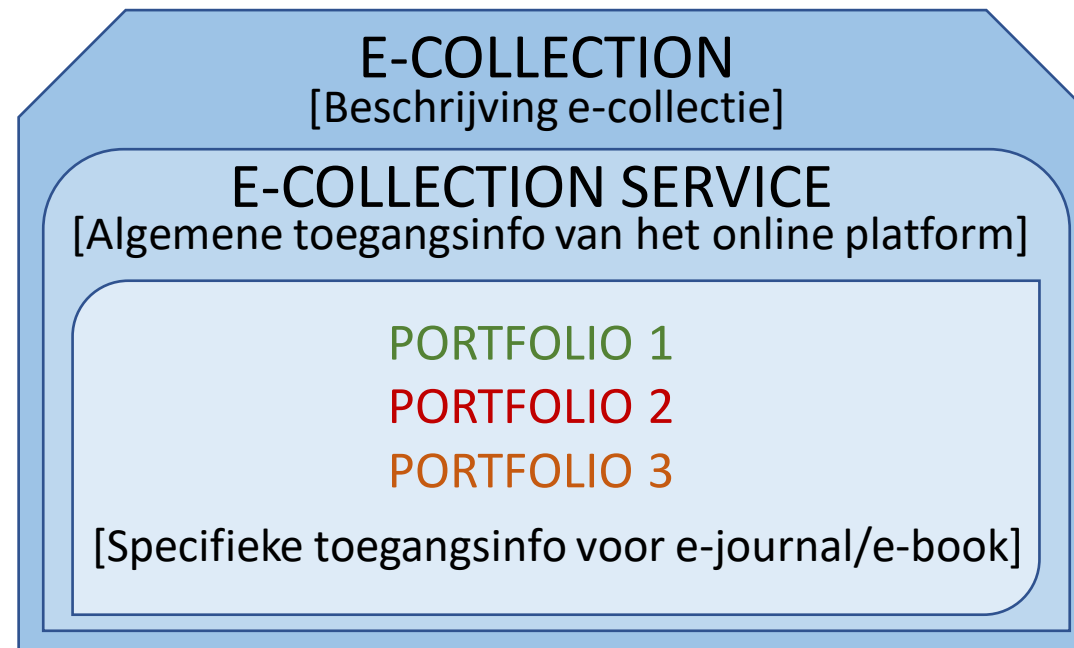 E-COLLECTION
[Beschrijving e-collectie]
E-COLLECTION SERVICE
[Algemene toegangsinfo van het online platform]
PORTFOLIO 1
PORTFOLIO 2
PORTFOLIO 3
[Specifieke toegangsinfo voor e-journal/e-book]